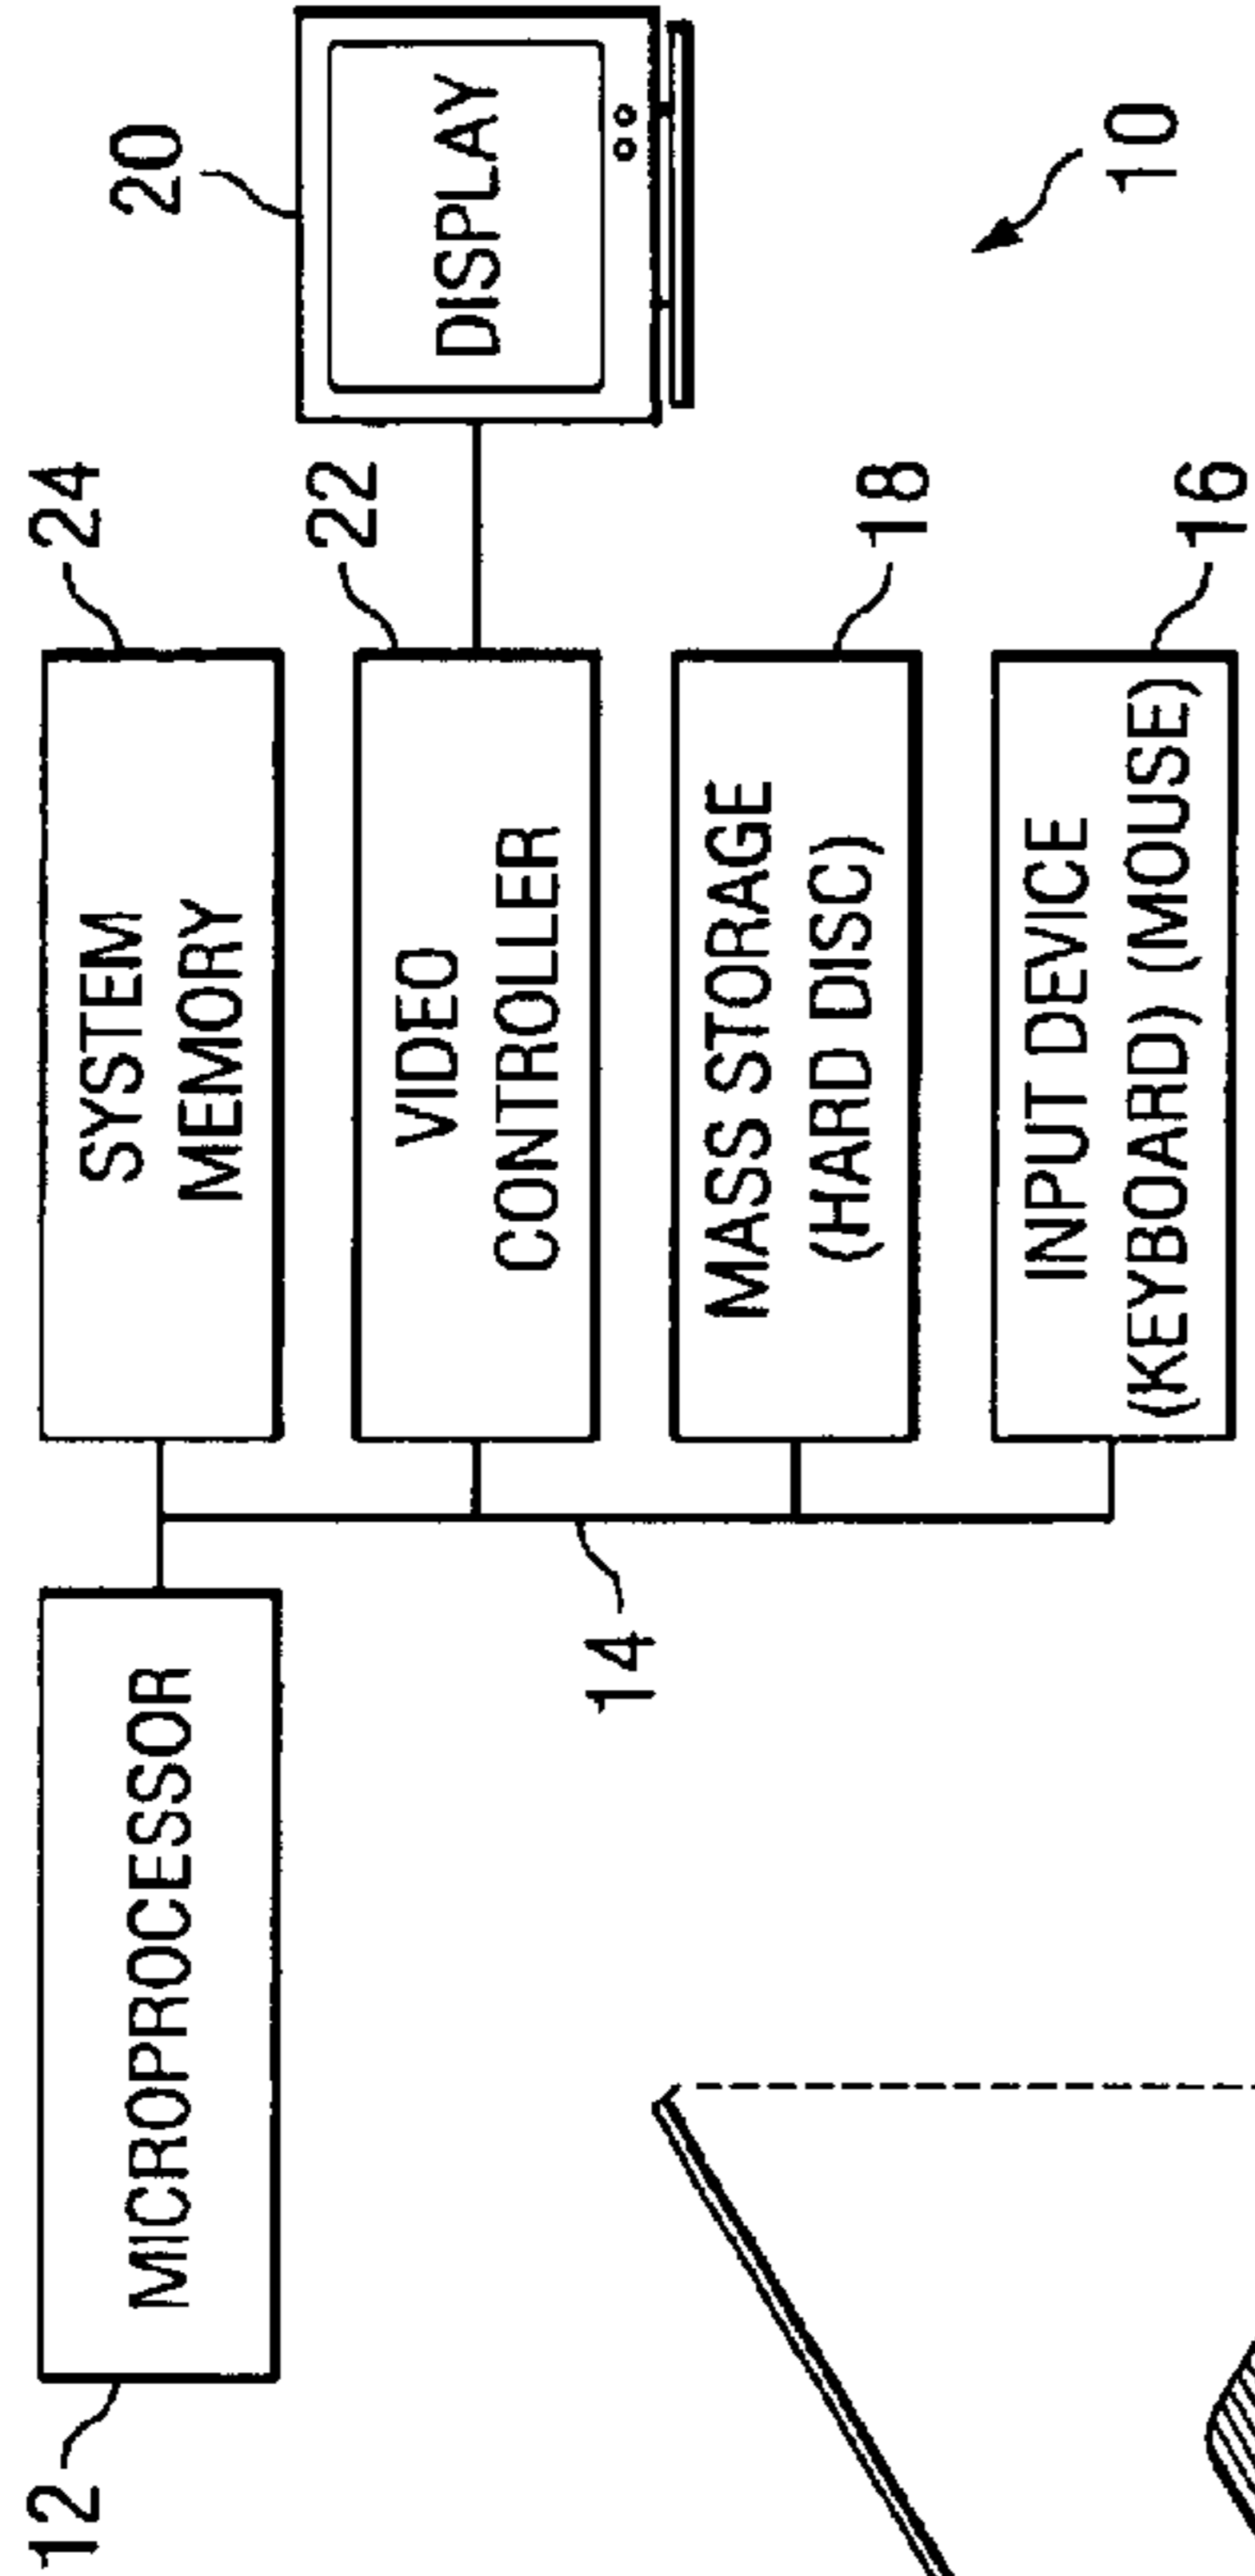 12
MICROPROCESSOR
14
SYSTEM
MEMORY
24
VIDEO
CONTROLLER
22
MASS STORAGE
(HARD DISC)
18
INPUT DEVICE
(KEYBOARD) (MOUSE)
16
20
DISPLAY
10